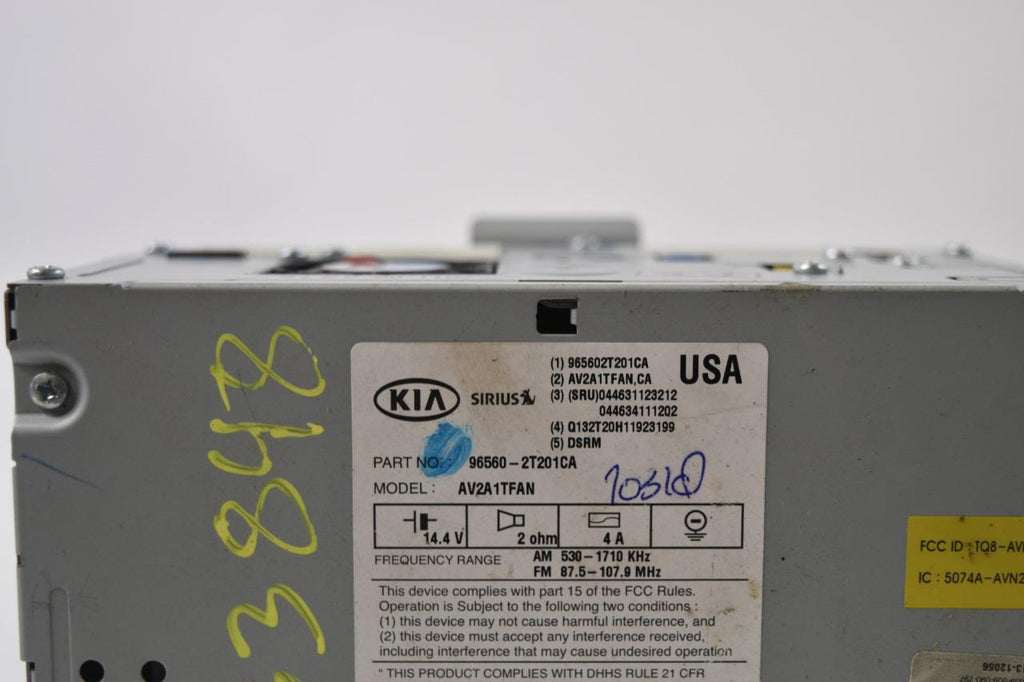 (1) 965602T201CA
USA
(2) AV2A1TFAN,CA
KIA
SIRIUS
(3) (SRU)044631123212
044634111202
(4) Q132T20H11923199
(5) DSRM
PART NO. : 96560-2T201CA
MODEL : AV2A1TFAN
14.4 V 2 ohm 4 A
FREQUENCY RANGE AM 530-1710 KHz
FM 87.5-107.9 MHz
This device complies with part 15 of the FCC Rules.
Operation is Subject to the following two conditions :
(1) this device may not cause harmful interference, and
(2) this device must accept any interference received,
including interference that may cause undesired operation
" THIS PRODUCT COMPLIES WITH DHHS RULE 21 CFR
3848
FCC ID : TQ8-AV
IC : 5074A-AVN2
3-12056